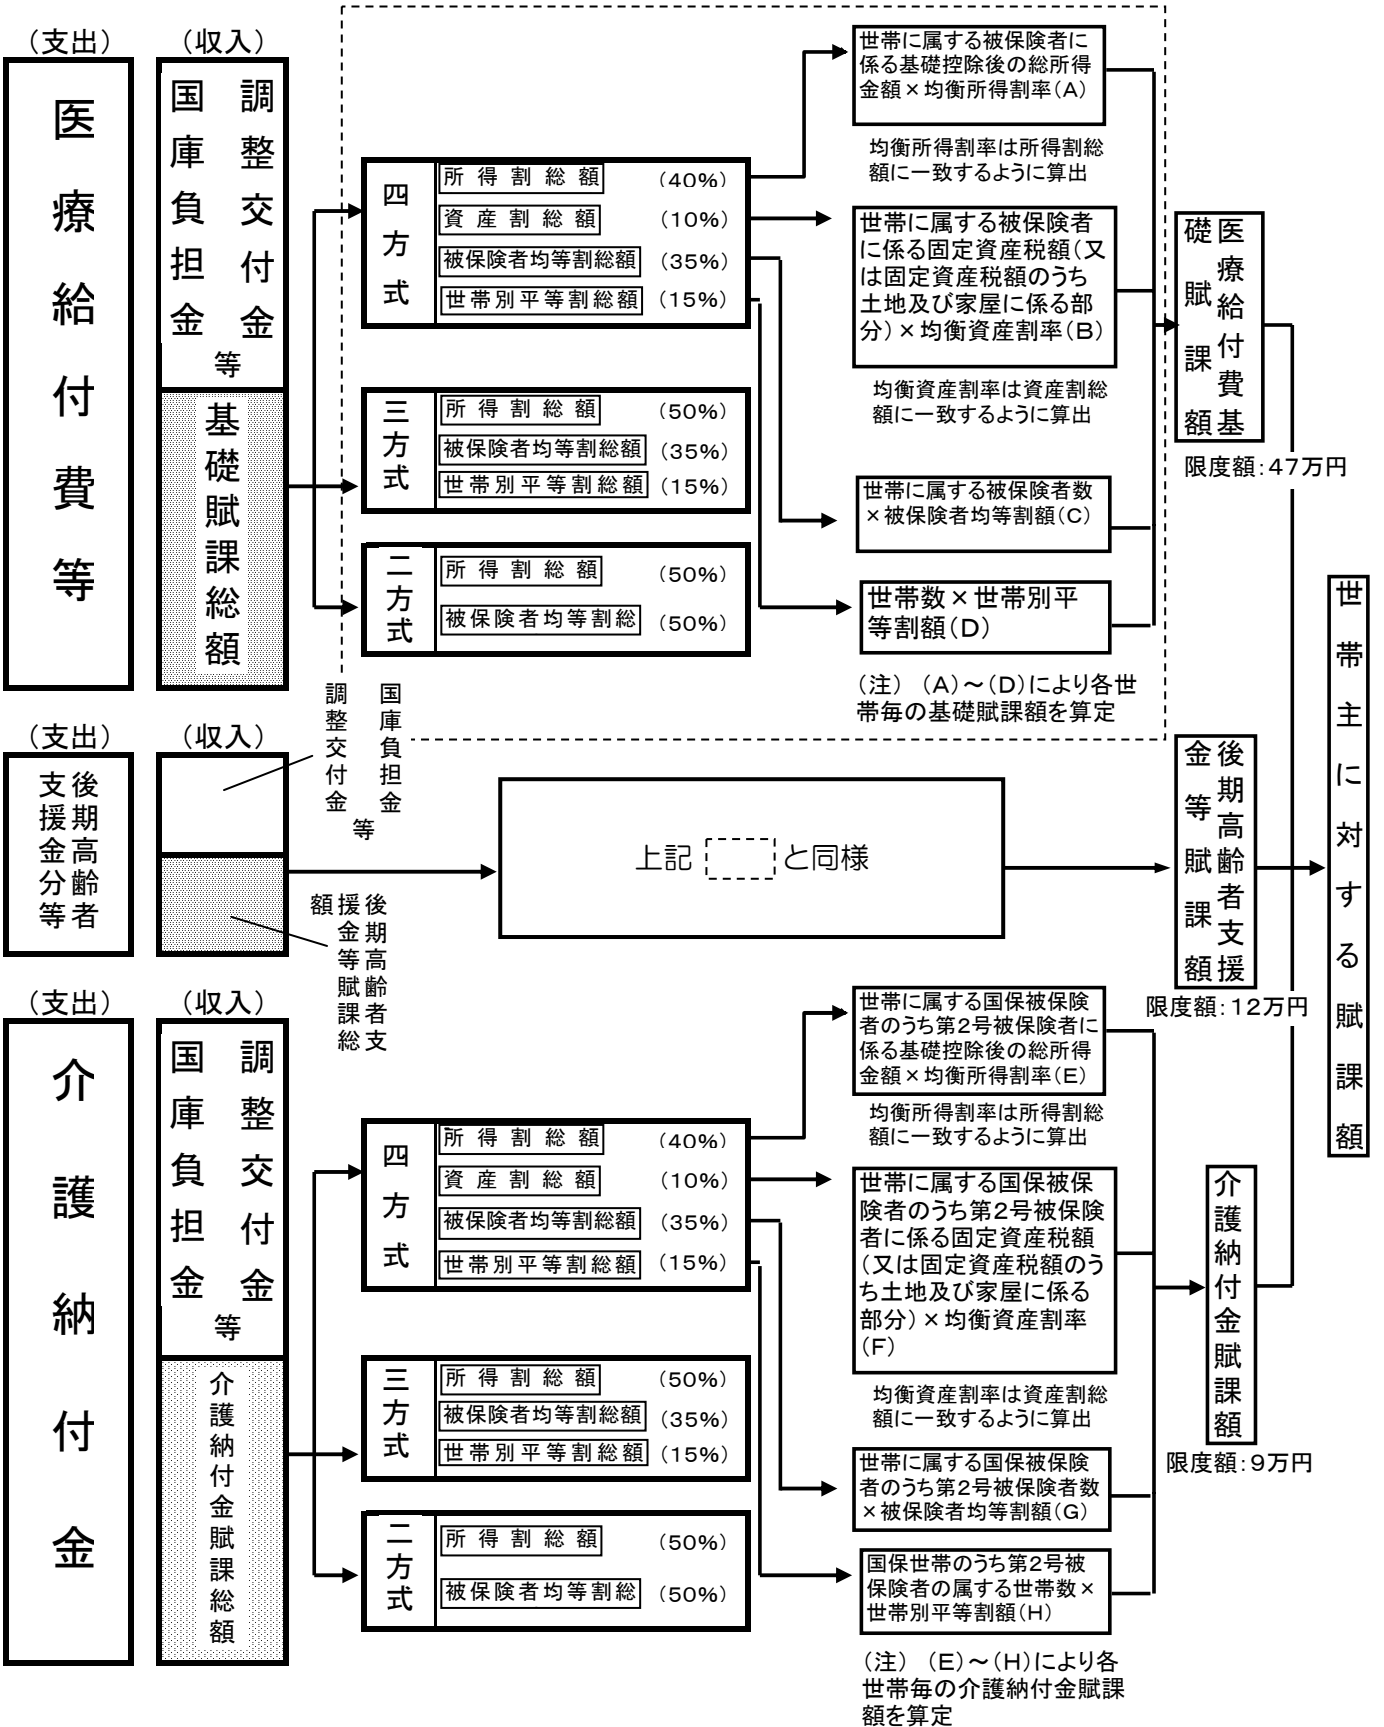 （支出）
医療給付費等
（収入）
調整交付金
国庫負担金
等
基礎賦課総額
四方式
所得割総額 （40%）
資産割総額 （10%）
被保険者均等割総額 （35%）
世帯別平等割総額 （15%）
三方式
所得割総額 （50%）
被保険者均等割総額 （35%）
世帯別平等割総額 （15%）
二方式
所得割総額 （50%）
被保険者均等割総 （50%）
世帯に属する被保険者に
係る基礎控除後の総所得
金額×均衡所得割率（A）
均衡所得割率は所得割総
額に一致するように算出
世帯に属する被保険者
に係る固定資産税額（又
は固定資産税額のうち
土地及び家屋に係る部
分）×均衡資産割率（B）
均衡資産割率は資産割総
額に一致するように算出
世帯に属する被保険者数
×被保険者均等割額（C）
世帯数×世帯別平
等割額（D）
（注）（A）～（D）により各世
帯毎の基礎賦課額を算定
医療給付費基
礎賦課額
限度額：47万円
（支出）
後期高齢者
支援金分等
（収入）
国庫負担金
調整交付金
等
後期高齢者支
援金等賦課総
額
上記　　と同様
後期高齢者支援
金等賦課額
限度額：12万円
世帯主に対する賦課額
（支出）
介護納付金
（収入）
調整交付金
国庫負担金
等
介護納付金賦課総額
四方式
所得割総額 （40%）
資産割総額 （10%）
被保険者均等割総額 （35%）
世帯別平等割総額 （15%）
三方式
所得割総額 （50%）
被保険者均等割総額 （35%）
世帯別平等割総額 （15%）
二方式
所得割総額 （50%）
被保険者均等割総 （50%）
世帯に属する国保被保険
者のうち第2号被保険者に
係る基礎控除後の総所得
金額×均衡所得割率（E）
均衡所得割率は所得割総
額に一致するように算出
世帯に属する国保被保
険者のうち第2号被保険
者に係る固定資産税額
（又は固定資産税額のう
ち土地及び家屋に係る
部分）×均衡資産割率
（F）
均衡資産割率は資産割総
額に一致するように算出
世帯に属する国保被保険
者のうち第2号被保険者数
×被保険者均等割額（G）
国保世帯のうち第2号被
保険者の属する世帯数×
世帯別平等割額（H）
（注）（E）～（H）により各
世帯毎の介護納付金賦課
額を算定
介護納付金賦課額
限度額：9万円